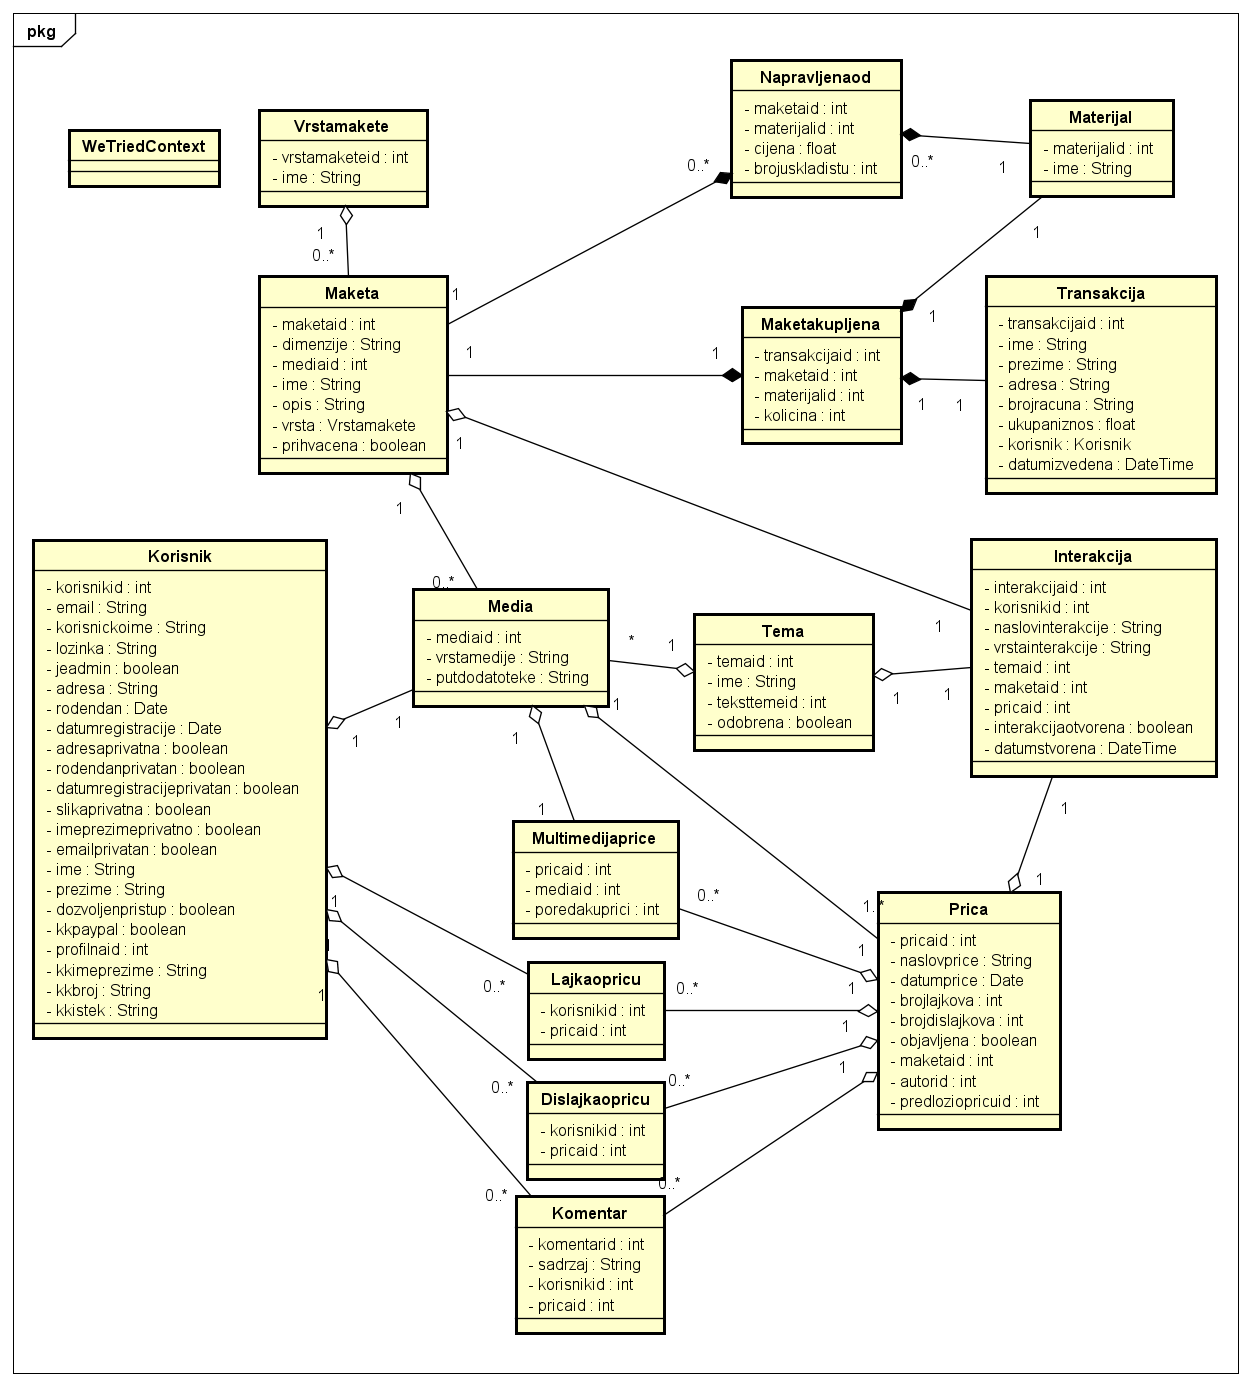 pkg
WeTriedContext
Vrstamakete
- vrstamaketeid : int
- ime : String
1
0..*
Napravljenaod
- maketaid : int
- materijalid : int
- cijena : float
- brojuskladistu : int
0..*
0..*
1
Materijal
- materijalid : int
- ime : String
1
Maketa
- maketaid : int
- dimenzije : String
- mediaid : int
- ime : String
- opis : String
- vrsta : Vrstamakete
- prihvacena : boolean
1
1
1
1
Maketakupljena
- transakcijaid : int
- maketaid : int
- materijalid : int
- kolicina : int
1
1
1
1
Transakcija
- transakcijaid : int
- ime : String
- prezime : String
- adresa : String
- brojracuna : String
- ukupaniznos : float
- korisnik : Korisnik
- datumizvedena : DateTime
1
0..*
Korisnik
- korisnikid : int
- email : String
- korisnickoime : String
- lozinka : String
- jeadmin : boolean
- adresa : String
- rodendan : Date
- datumregistracije : Date
- adresaprivatna : boolean
- rodendanprivatan : boolean
- datumregistracijeprivatan : boolean
- slikaprivatna : boolean
- imeprezimeprivatno : boolean
- emailprivatan : boolean
- ime : String
- prezime : String
- dozvoljenpristup : boolean
- kkpaypal : boolean
- profilnaid : int
- kkimeprezime : String
- kkbroj : String
- kkistek : String
1
1
1
1
1
Media
- mediaid : int
- vrstamedije : String
- putdodatoteke : String
*
1
1
1
Tema
- temaid : int
- ime : String
- teksttemeid : int
- odobrena : boolean
1
1
1
Interakcija
- interakcijaid : int
- korisnikid : int
- naslovinterakcije : String
- vrstainterakcije : String
- temaid : int
- maketaid : int
- pricaid : int
- interakcijaotvorena : boolean
- datumstvorena : DateTime
1
1
1
Multimedijaprice
- pricaid : int
- mediaid : int
- poredakuprici : int
0..*
1..*
1
Prica
- pricaid : int
- naslovprice : String
- datumprice : Date
- brojlajkova : int
- brojdislajkova : int
- objavljena : boolean
- maketaid : int
- autorid : int
- predloziopricuid : int
0..*
Lajkaopricu
- korisnikid : int
- pricaid : int
0..*
1
1
0..*
Dislajkaopricu
- korisnikid : int
- pricaid : int
0..*
1
0..*
Komentar
- komentarid : int
- sadrzaj : String
- korisnikid : int
- pricaid : int
0..*